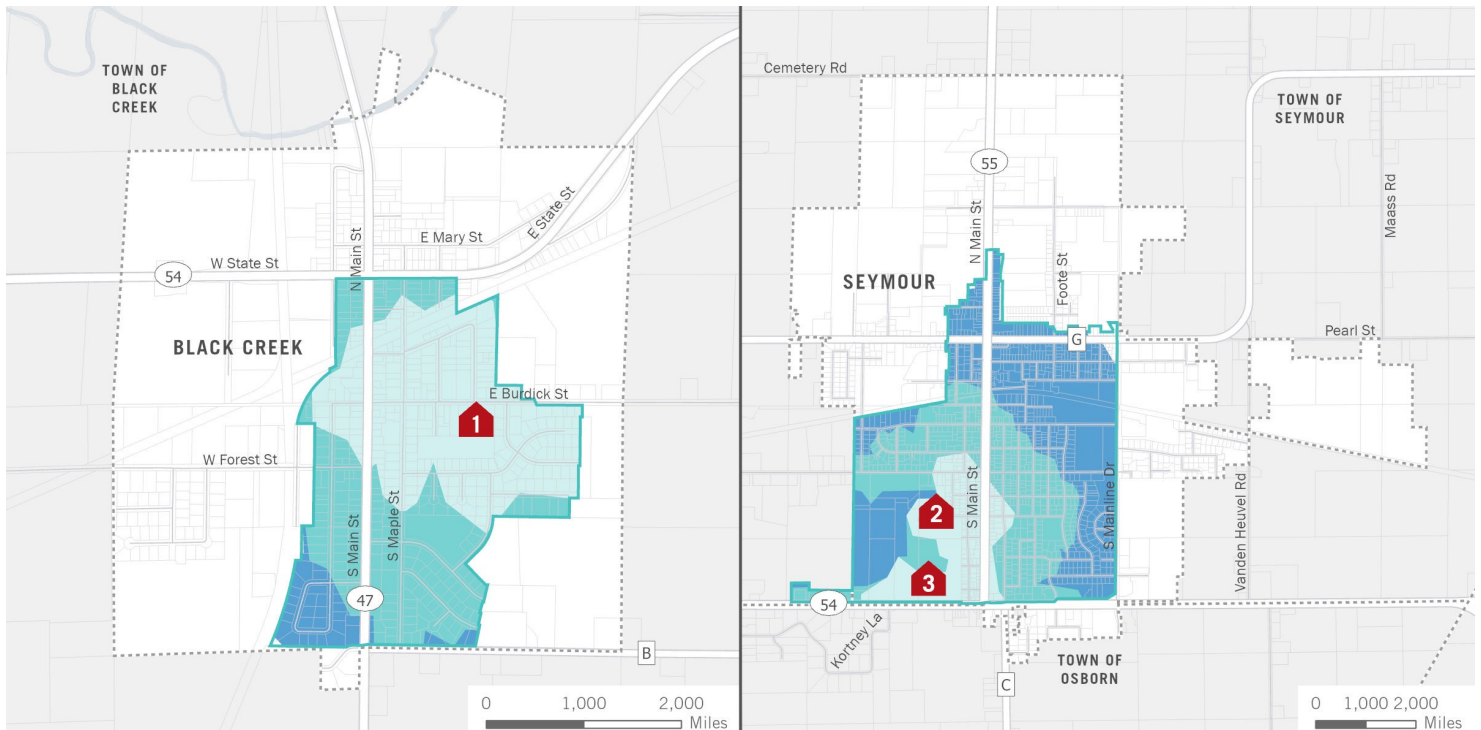 TOWN OF
BLACK
CREEK
E State St
E Mary St
N Main St
W State St
54
BLACK CREEK
E Burdick St
1
W Forest St
S Maple St
S Main St
47
B
0 1,000 2,000
Miles
Cemetery Rd
TOWN OF
SEYMOUR
55
Maass Rd
N Main St
SEYMOUR
Foote St
Pearl St
G
S Main St
S Mainline Dr
Vanden Heuvel Rd
2
3
54
Kortney La
TOWN OF
OSBORN
C
0 1,000 2,000
Miles